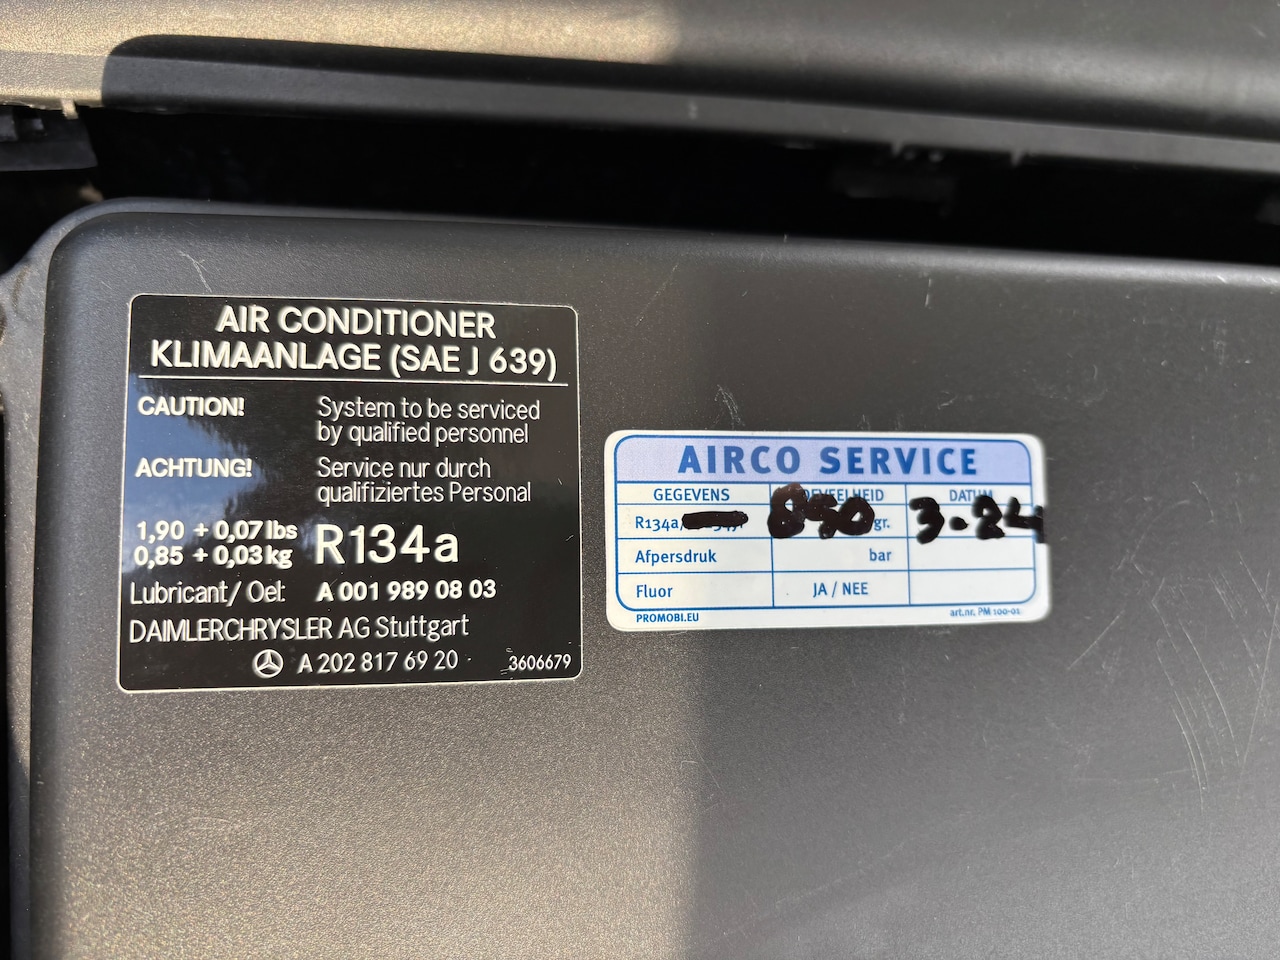 AIR CONDITIONER
KLIMAANLAGE (SAE J 639)
CAUTION! System to be serviced
by qualified personnel
ACHTUNG! Service nur durch
qualifiziertes Personal
1,90 + 0,07 lbs
0,85 + 0,03 kg
R134a
Lubricant/ Oel: A 001 989 08 03
DAIMLERCHRYSLER AG Stuttgart
A 202 817 69 20
3606679
AIRCO SERVICE
GEGEVENS HOEVEELHEID DATUM
R134a/ 850 gr. 3-24
Afpersdruk bar
Fluor JA / NEE
PROMOBI.EU art.nr. PM 100-01